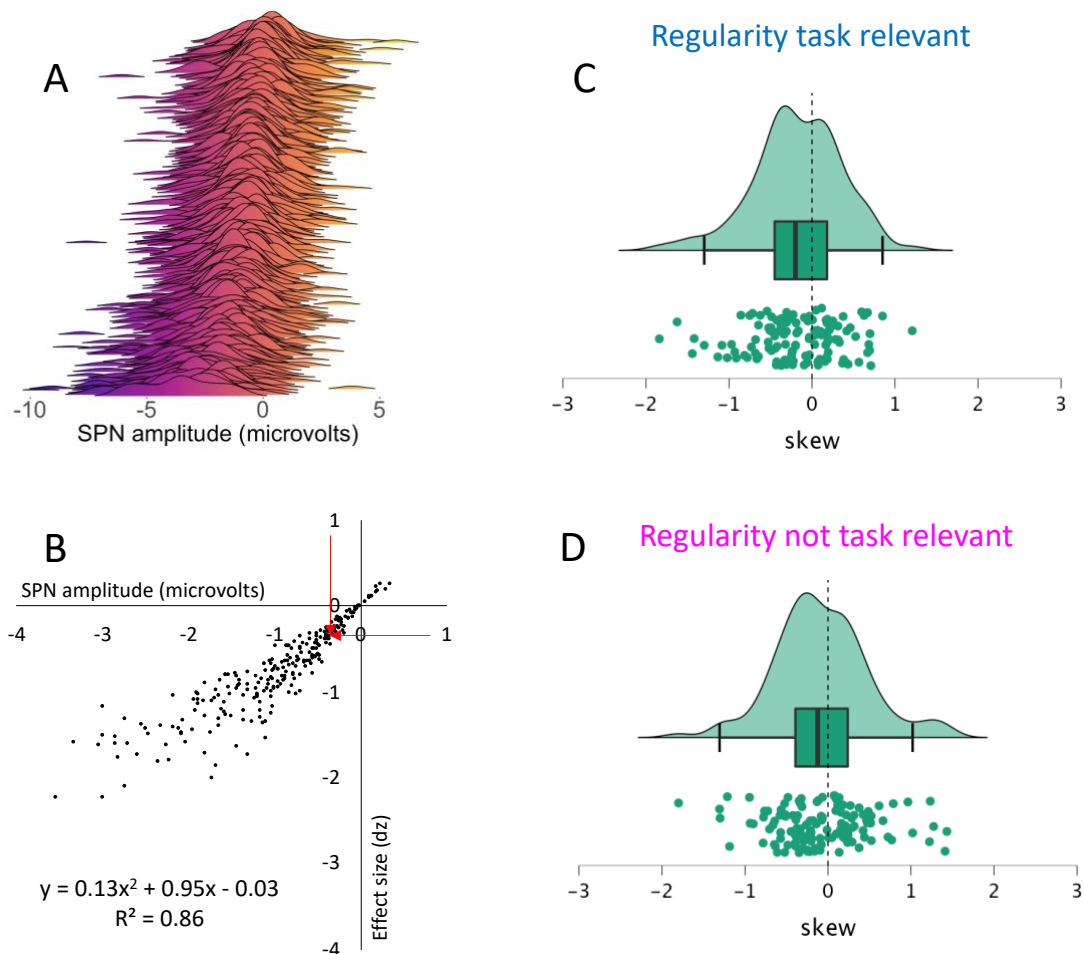 A
-10 -5 0 5
SPN amplitude (microvolts)
B
1
SPN amplitude (microvolts)
0
-4 -3 -2 -1 0 1
-1
-2
-3
-4
Effect size (dz)
y = 0.13x² + 0.95x - 0.03
R² = 0.86
Regularity task relevant
C
−3 −2 −1 0 1 2 3
skew
Regularity not task relevant
D
−3 −2 −1 0 1 2 3
skew